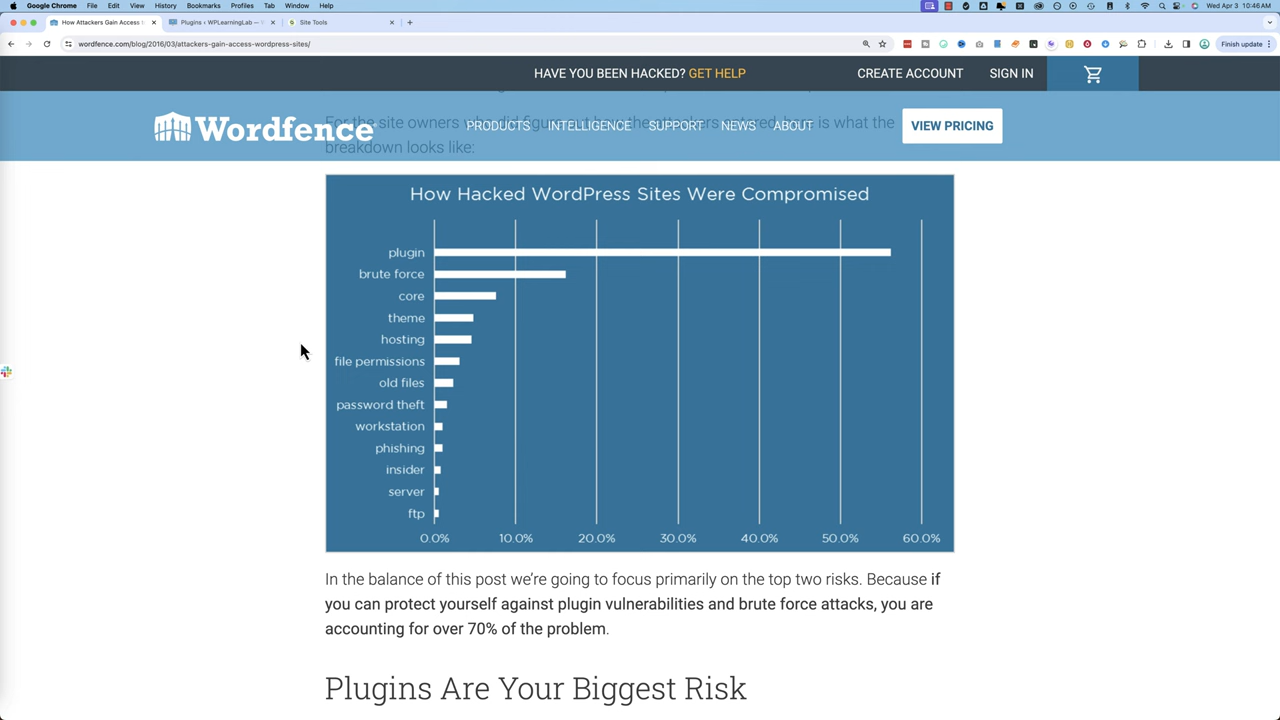 Google Chrome File Edit View History Bookmarks Profiles Tab Window Help Wed Apr 3 10:46 AM
How Attackers Gain Access to Plugins ‹ WPLearningLab — Site Tools
wordfence.com/blog/2016/03/attackers-gain-access-wordpress-sites/ Finish update
HAVE YOU BEEN HACKED? GET HELP CREATE ACCOUNT SIGN IN
Wordfence PRODUCTS INTELLIGENCE SUPPORT NEWS ABOUT VIEW PRICING
For the site owners who is what the
breakdown looks like:
How Hacked WordPress Sites Were Compromised
plugin
brute force
core
theme
hosting
file permissions
old files
password theft
workstation
phishing
insider
server
ftp
0.0% 10.0% 20.0% 30.0% 40.0% 50.0% 60.0%
In the balance of this post we're going to focus primarily on the top two risks. Because if
you can protect yourself against plugin vulnerabilities and brute force attacks, you are
accounting for over 70% of the problem.
Plugins Are Your Biggest Risk